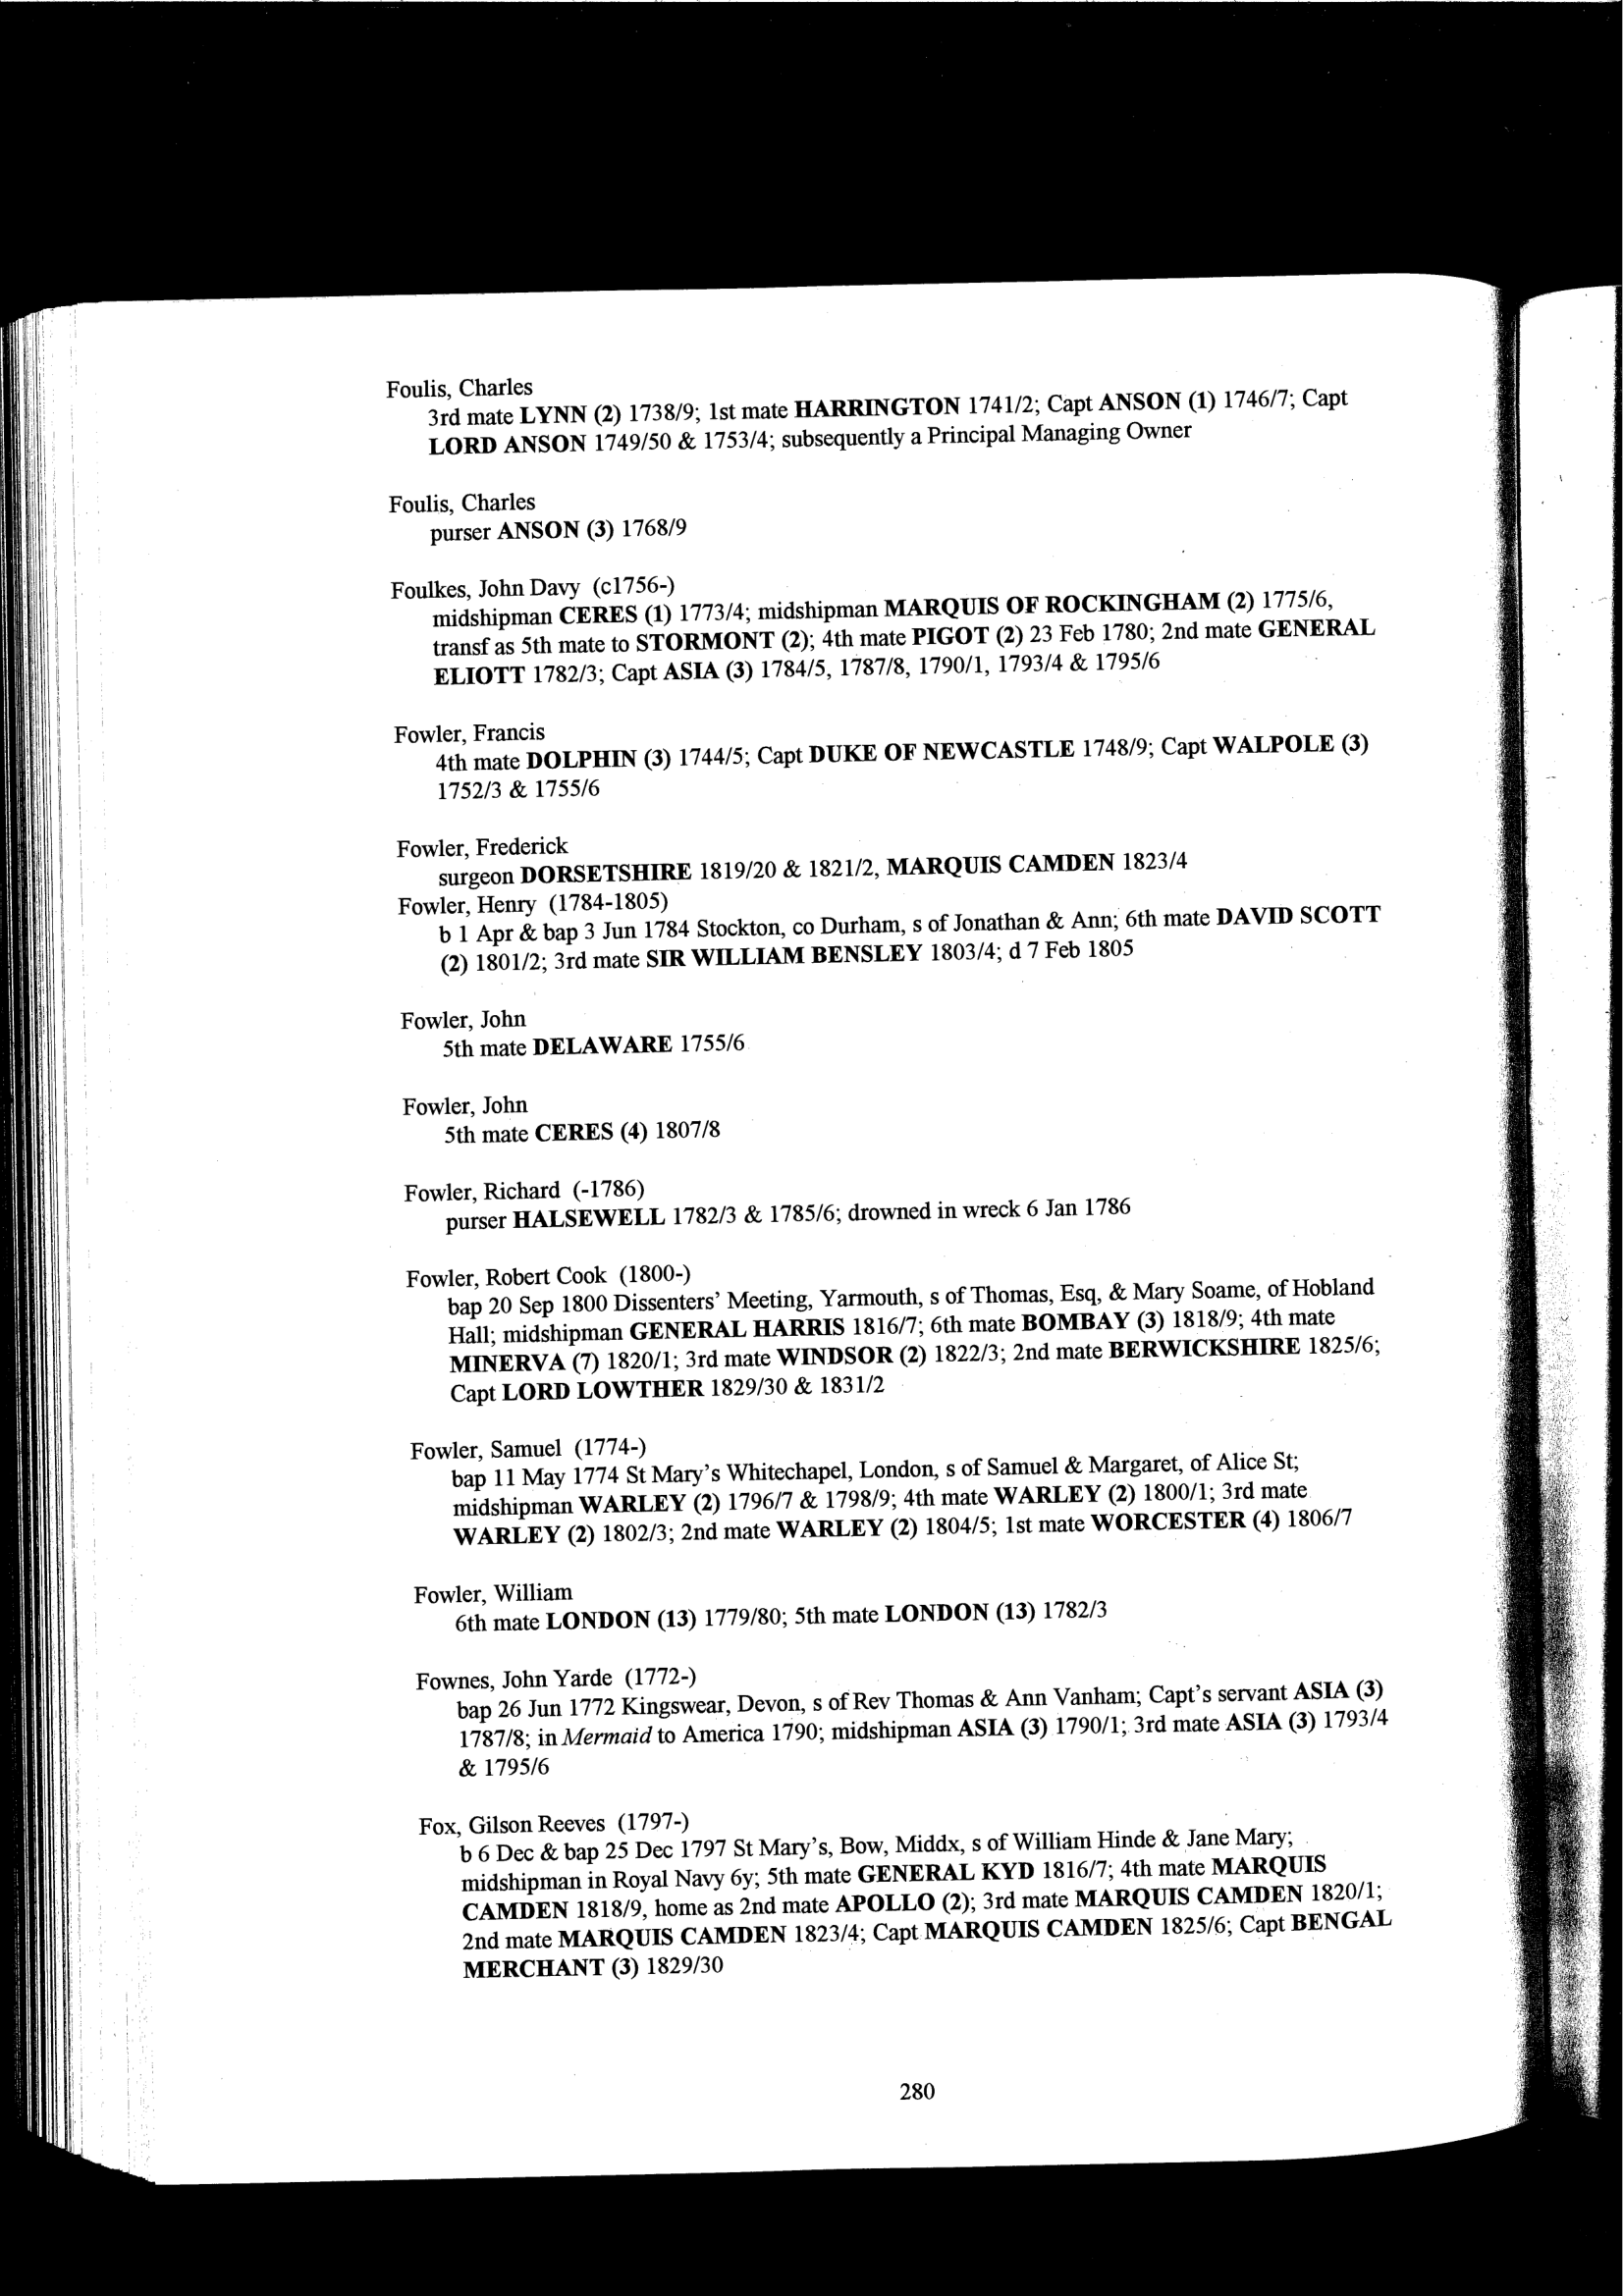 Foulis, Charles
3rd mate LYNN (2) 1738/9; 1st mate HARRINGTON 1741/2; Capt ANSON (1) 1746/7; Capt
LORD ANSON 1749/50 & 1753/4; subsequently a Principal Managing Owner
Foulis, Charles
purser ANSON (3) 1768/9
Foulkes, John Davy (c1756-)
midshipman CERES (1) 1773/4; midshipman MARQUIS OF ROCKINGHAM (2) 1775/6,
transf as 5th mate to STORMONT (2); 4th mate PIGOT (2) 23 Feb 1780; 2nd mate GENERAL
ELIOTT 1782/3; Capt ASIA (3) 1784/5, 1787/8, 1790/1, 1793/4 & 1795/6
Fowler, Francis
4th mate DOLPHIN (3) 1744/5; Capt DUKE OF NEWCASTLE 1748/9; Capt WALPOLE (3)
1752/3 & 1755/6
Fowler, Frederick
surgeon DORSETSHIRE 1819/20 & 1821/2, MARQUIS CAMDEN 1823/4
Fowler, Henry (1784-1805)
b 1 Apr & bap 3 Jun 1784 Stockton, co Durham, s of Jonathan & Ann; 6th mate DAVID SCOTT
(2) 1801/2; 3rd mate SIR WILLIAM BENSLEY 1803/4; d 7 Feb 1805
Fowler, John
5th mate DELAWARE 1755/6
Fowler, John
5th mate CERES (4) 1807/8
Fowler, Richard (-1786)
purser HALSEWELL 1782/3 & 1785/6; drowned in wreck 6 Jan 1786
Fowler, Robert Cook (1800-)
bap 20 Sep 1800 Dissenters' Meeting, Yarmouth, s of Thomas, Esq, & Mary Soame, of Hobland
Hall; midshipman GENERAL HARRIS 1816/7; 6th mate BOMBAY (3) 1818/9; 4th mate
MINERVA (7) 1820/1; 3rd mate WINDSOR (2) 1822/3; 2nd mate BERWICKSHIRE 1825/6;
Capt LORD LOWTHER 1829/30 & 1831/2
Fowler, Samuel (1774-)
bap 11 May 1774 St Mary's Whitechapel, London, s of Samuel & Margaret, of Alice St;
midshipman WARLEY (2) 1796/7 & 1798/9; 4th mate WARLEY (2) 1800/1; 3rd mate
WARLEY (2) 1802/3; 2nd mate WARLEY (2) 1804/5; 1st mate WORCESTER (4) 1806/7
Fowler, William
6th mate LONDON (13) 1779/80; 5th mate LONDON (13) 1782/3
Fownes, John Yarde (1772-)
bap 26 Jun 1772 Kingswear, Devon, s of Rev Thomas & Ann Vanham; Capt's servant ASIA (3)
1787/8; in Mermaid to America 1790; midshipman ASIA (3) 1790/1; 3rd mate ASIA (3) 1793/4
& 1795/6
Fox, Gilson Reeves (1797-)
b 6 Dec & bap 25 Dec 1797 St Mary's, Bow, Middx, s of William Hinde & Jane Mary;
midshipman in Royal Navy 6y; 5th mate GENERAL KYD 1816/7; 4th mate MARQUIS
CAMDEN 1818/9, home as 2nd mate APOLLO (2); 3rd mate MARQUIS CAMDEN 1820/1;
2nd mate MARQUIS CAMDEN 1823/4; Capt MARQUIS CAMDEN 1825/6; Capt BENGAL
MERCHANT (3) 1829/30
280